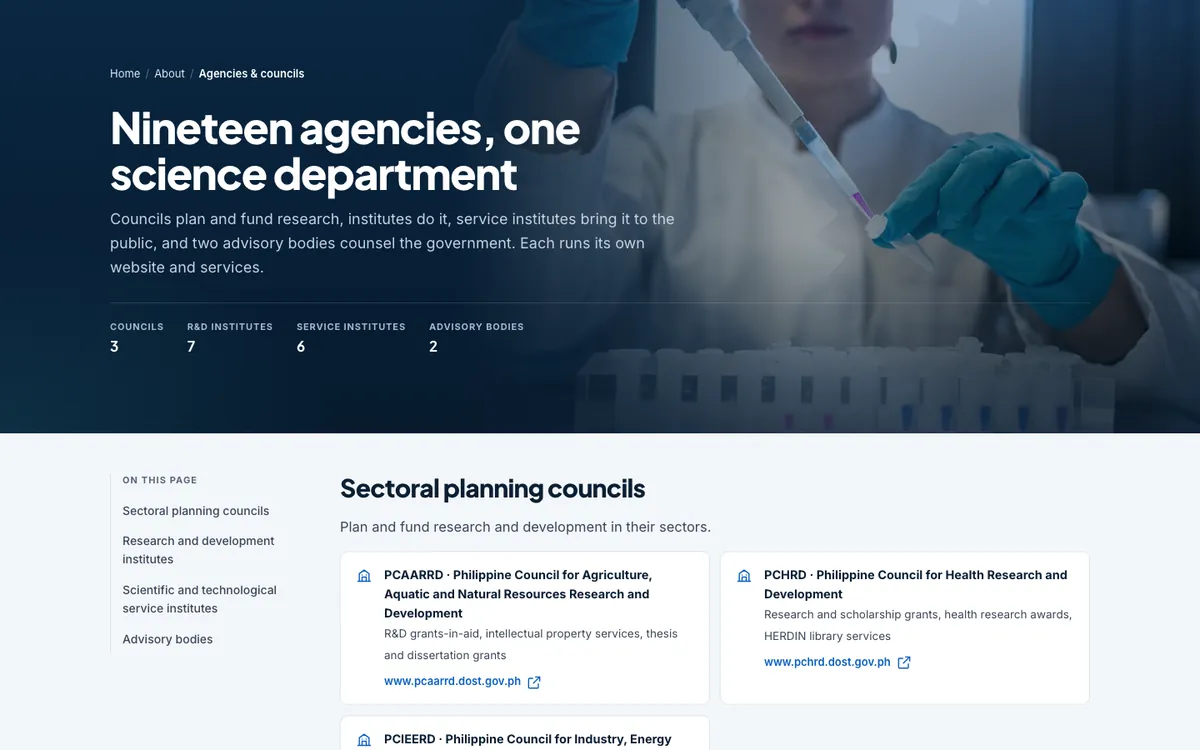 Home / About / Agencies & councils
Nineteen agencies, one
science department
Councils plan and fund research, institutes do it, service institutes bring it to the
public, and two advisory bodies counsel the government. Each runs its own
website and services.
COUNCILS
3
R&D INSTITUTES
7
SERVICE INSTITUTES
6
ADVISORY BODIES
2
ON THIS PAGE
Sectoral planning councils
Research and development
institutes
Scientific and technological
service institutes
Advisory bodies
Sectoral planning councils
Plan and fund research and development in their sectors.
PCAARRD · Philippine Council for Agriculture,
Aquatic and Natural Resources Research and
Development
R&D grants-in-aid, intellectual property services, thesis
and dissertation grants
www.pcaarrd.dost.gov.ph
PCHRD · Philippine Council for Health Research and
Development
Research and scholarship grants, health research awards,
HERDIN library services
www.pchrd.dost.gov.ph
PCIEERD · Philippine Council for Industry, Energy